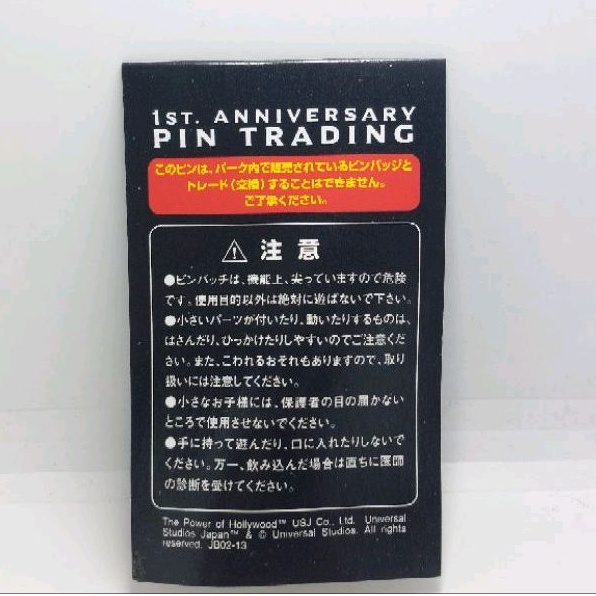 1ST. ANNIVERSARY
PIN TRADING
このピンは、パーク内で販売されているピンバッジと
トレード(交換)することはできません。
ご了承ください。
⚠ 注意
●ピンバッチは、機能上、尖っていますので危険
です。使用目的以外は絶対に遊ばないで下さい。
●小さいパーツが付いたり、動いたりするものは、
はさんだり、ひっかけたりしやすいのでご注意くだ
さい。また、こわれるおそれもありますので、取り
扱いには注意してください。
●小さなお子様には、保護者の目の届かない
ところで使用させないでください。
●手に持って遊んだり、口に入れたりしないで
ください。万一、飲み込んだ場合は直ちに医師
の診断を受けてください。
The Power of Hollywood™ USJ Co., Ltd. Universal
Studios Japan™ & © Universal Studios. All rights
reserved. JB02-13